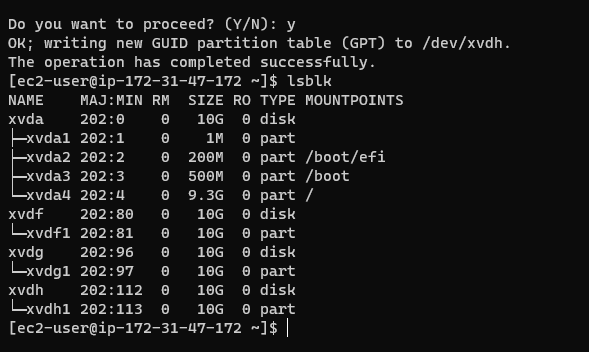 Do you want to proceed? (Y/N): y
OK; writing new GUID partition table (GPT) to /dev/xvdh.
The operation has completed successfully.
[ec2-user@ip-172-31-47-172 ~]$ lsblk
NAME    MAJ:MIN RM  SIZE RO TYPE MOUNTPOINTS
xvda    202:0    0   10G  0 disk
├─xvda1 202:1    0    1M  0 part
├─xvda2 202:2    0  200M  0 part /boot/efi
├─xvda3 202:3    0  500M  0 part /boot
└─xvda4 202:4    0  9.3G  0 part /
xvdf    202:80   0   10G  0 disk
└─xvdf1 202:81   0   10G  0 part
xvdg    202:96   0   10G  0 disk
└─xvdg1 202:97   0   10G  0 part
xvdh    202:112  0   10G  0 disk
└─xvdh1 202:113  0   10G  0 part
[ec2-user@ip-172-31-47-172 ~]$